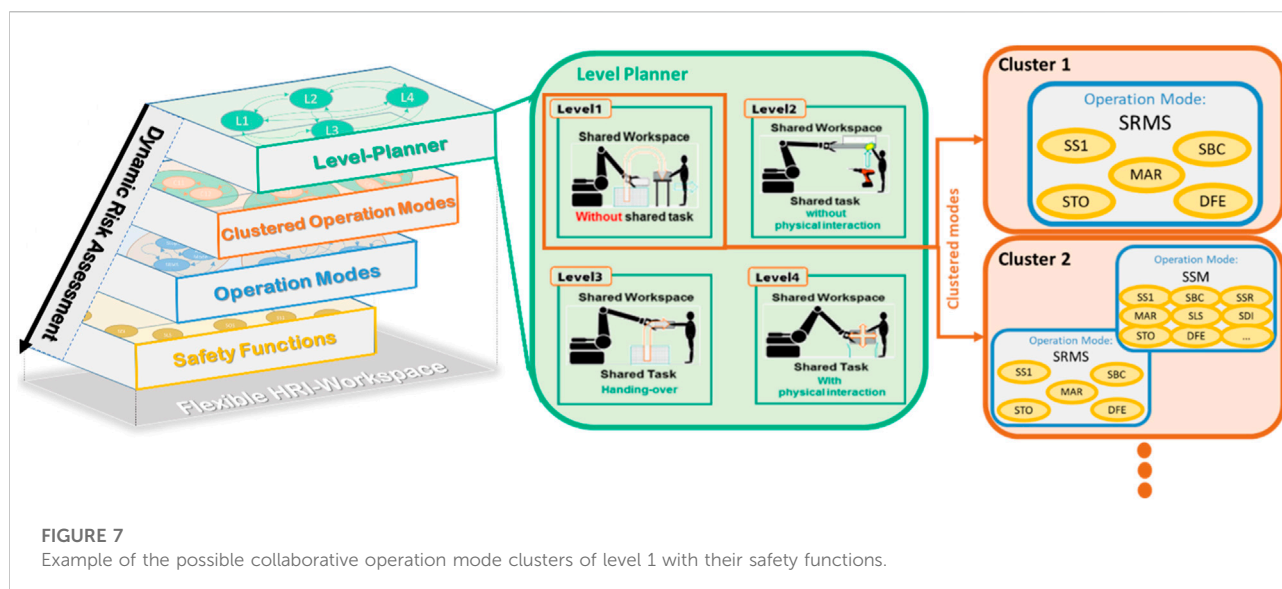 Dynamic Risk Assessment
L1
L2
L3
L4
Level-Planner
Clustered Operation Modes
Operation Modes
Safety Functions
Flexible HRI-Workspace
Level Planner
Level1
Shared Workspace
Without shared task
Level2
Shared Workspace
Shared task
without
physical interaction
Level3
Shared Workspace
Shared Task
Handing-over
Level4
Shared Workspace
Shared Task
With
physical interaction
Clustered modes
Cluster 1
Operation Mode:
SRMS
SS1
SBC
MAR
STO
DFE
Cluster 2
Operation Mode:
SSM
SS1 SBC SSR
MAR SLS SDI
STO DFE ...
Operation Mode:
SRMS
SS1
SBC
MAR
STO
DFE
FIGURE 7
Example of the possible collaborative operation mode clusters of level 1 with their safety functions.